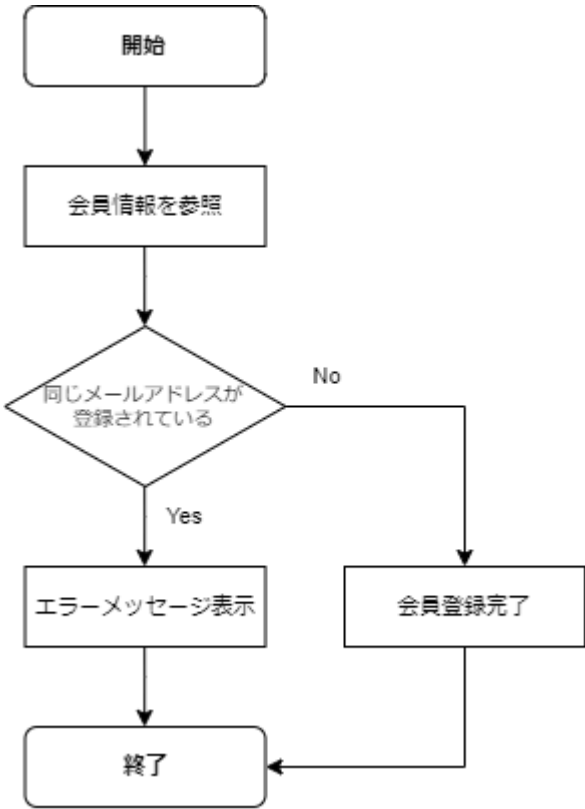 開始
会員情報を参照
同じメールアドレスが
登録されている
No
Yes
エラーメッセージ表示
会員登録完了
終了